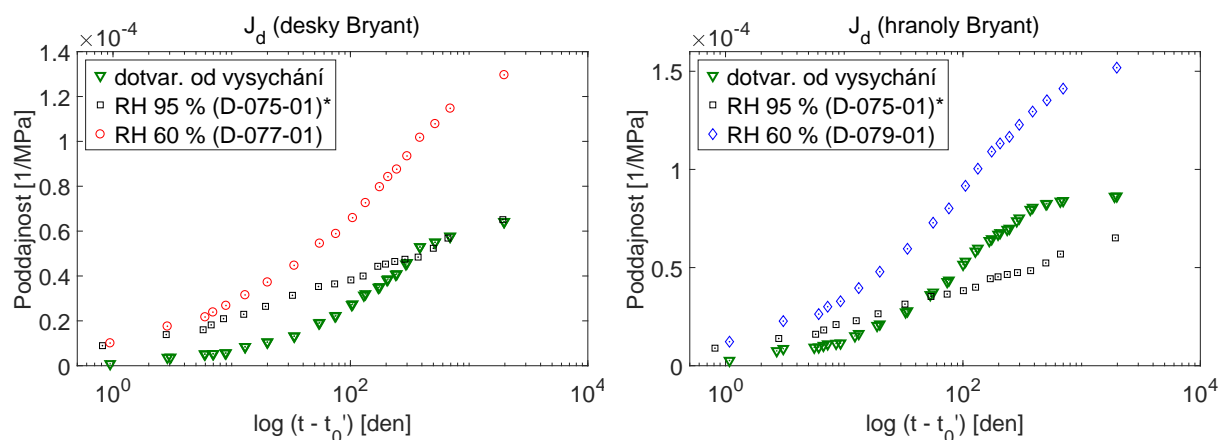 J_d (desky Bryant)
×10^-4
1.4
1.2
1
0.8
0.6
0.4
0.2
0
Poddajnost [1/MPa]
dotvar. od vysychání
RH 95 % (D-075-01)*
RH 60 % (D-077-01)
10^0
10^2
10^4
log (t - t_0') [den]
J_d (hranoly Bryant)
×10^-4
1.5
1
0.5
0
Poddajnost [1/MPa]
dotvar. od vysychání
RH 95 % (D-075-01)*
RH 60 % (D-079-01)
10^0
10^2
10^4
log (t - t_0') [den]